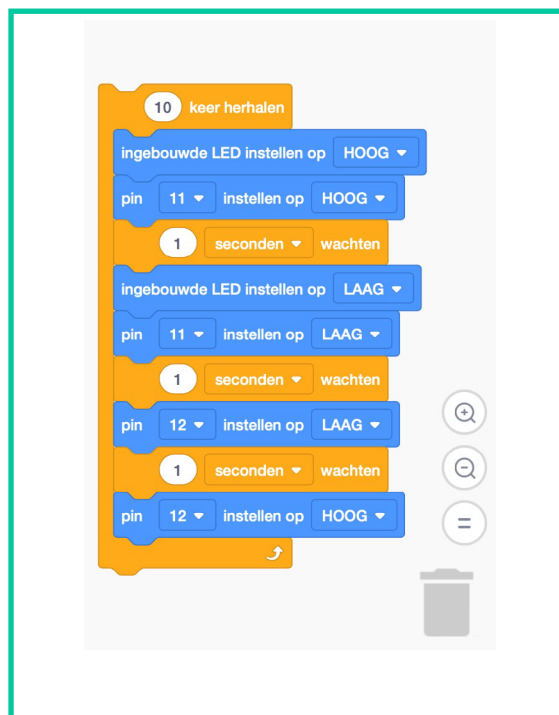 10 keer herhalen
ingebouwde LED instellen op HOOG
pin 11 instellen op HOOG
1 seconden wachten
ingebouwde LED instellen op LAAG
pin 11 instellen op LAAG
1 seconden wachten
pin 12 instellen op LAAG
1 seconden wachten
pin 12 instellen op HOOG